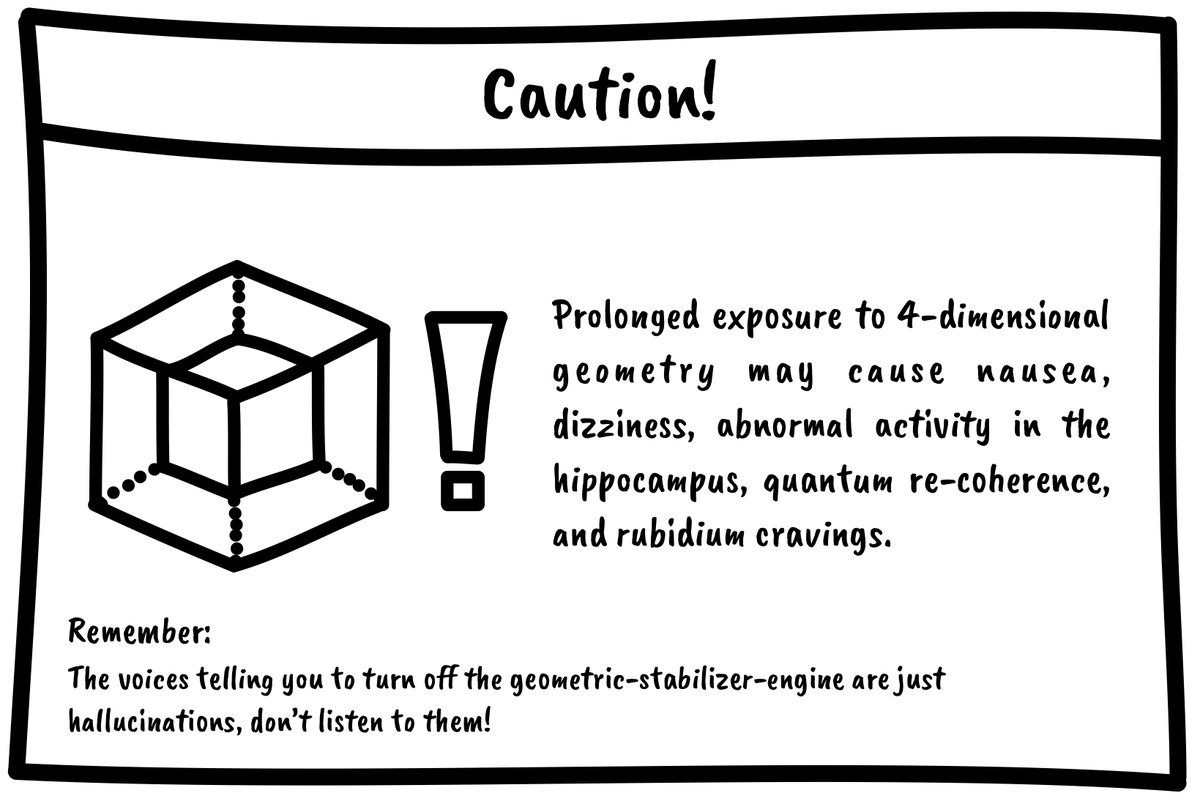 Caution!
Prolonged exposure to 4-dimensional
geometry may cause nausea,
dizziness, abnormal activity in the
hippocampus, quantum re-coherence,
and rubidium cravings.
Remember:
The voices telling you to turn off the geometric-stabilizer-engine are just
hallucinations, don't listen to them!